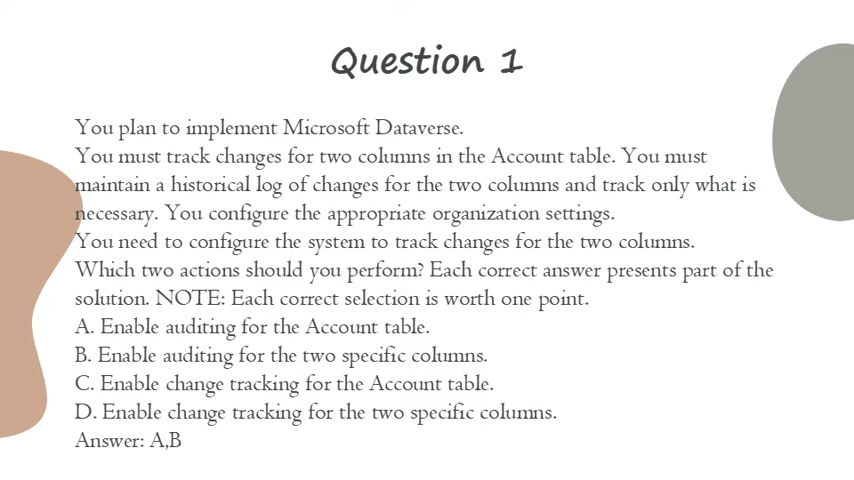 Question 1
You plan to implement Microsoft Dataverse.
You must track changes for two columns in the Account table. You must
maintain a historical log of changes for the two columns and track only what is
necessary. You configure the appropriate organization settings.
You need to configure the system to track changes for the two columns.
Which two actions should you perform? Each correct answer presents part of the
solution. NOTE: Each correct selection is worth one point.
A. Enable auditing for the Account table.
B. Enable auditing for the two specific columns.
C. Enable change tracking for the Account table.
D. Enable change tracking for the two specific columns.
Answer: A,B